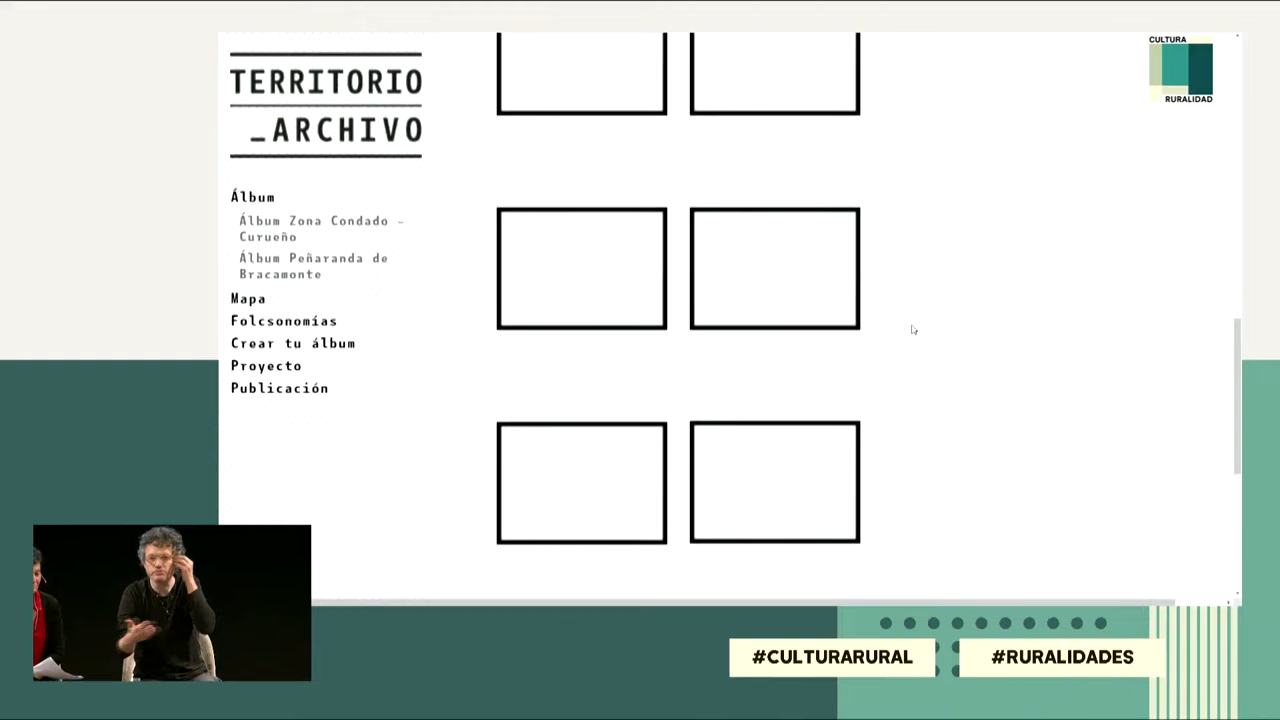 TERRITORIO
_ARCHIVO
Álbum
Álbum Zona Condado –
Curueño
Álbum Peñaranda de
Bracamonte
Mapa
Folcsonomías
Crear tu álbum
Proyecto
Publicación
CULTURA
RURALIDAD
#CULTURARURAL
#RURALIDADES